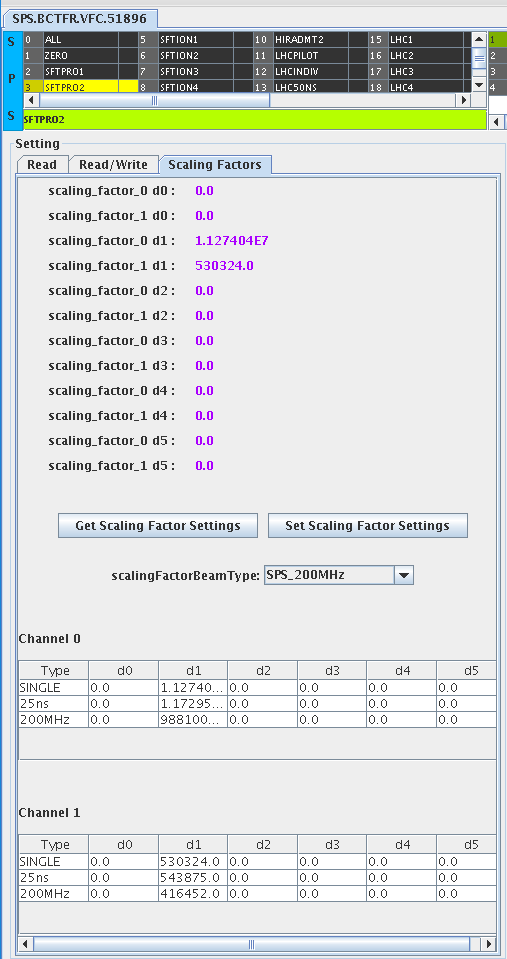 SPS.BCTFR.VFC.51896
S P S
0 ALL 5 SFTION1 10 HIRADMT2 15 LHC1 1
1 ZERO 6 SFTION2 11 LHCPILOT 16 LHC2 2
2 SFTPRO1 7 SFTION3 12 LHCINDIV 17 LHC3 3
3 SFTPRO2 8 SFTION4 13 LHC50NS 18 LHC4 4
SFTPRO2
Setting
Read Read/Write Scaling Factors
scaling_factor_0 d0 : 0.0
scaling_factor_1 d0 : 0.0
scaling_factor_0 d1 : 1.127404E7
scaling_factor_1 d1 : 530324.0
scaling_factor_0 d2 : 0.0
scaling_factor_1 d2 : 0.0
scaling_factor_0 d3 : 0.0
scaling_factor_1 d3 : 0.0
scaling_factor_0 d4 : 0.0
scaling_factor_1 d4 : 0.0
scaling_factor_0 d5 : 0.0
scaling_factor_1 d5 : 0.0
Get Scaling Factor Settings Set Scaling Factor Settings
scalingFactorBeamType: SPS_200MHz
Channel 0
Type d0 d1 d2 d3 d4 d5
SINGLE 0.0 1.12740... 0.0 0.0 0.0 0.0
25ns 0.0 1.17295... 0.0 0.0 0.0 0.0
200MHz 0.0 988100... 0.0 0.0 0.0 0.0
Channel 1
Type d0 d1 d2 d3 d4 d5
SINGLE 0.0 530324.0 0.0 0.0 0.0 0.0
25ns 0.0 543875.0 0.0 0.0 0.0 0.0
200MHz 0.0 416452.0 0.0 0.0 0.0 0.0